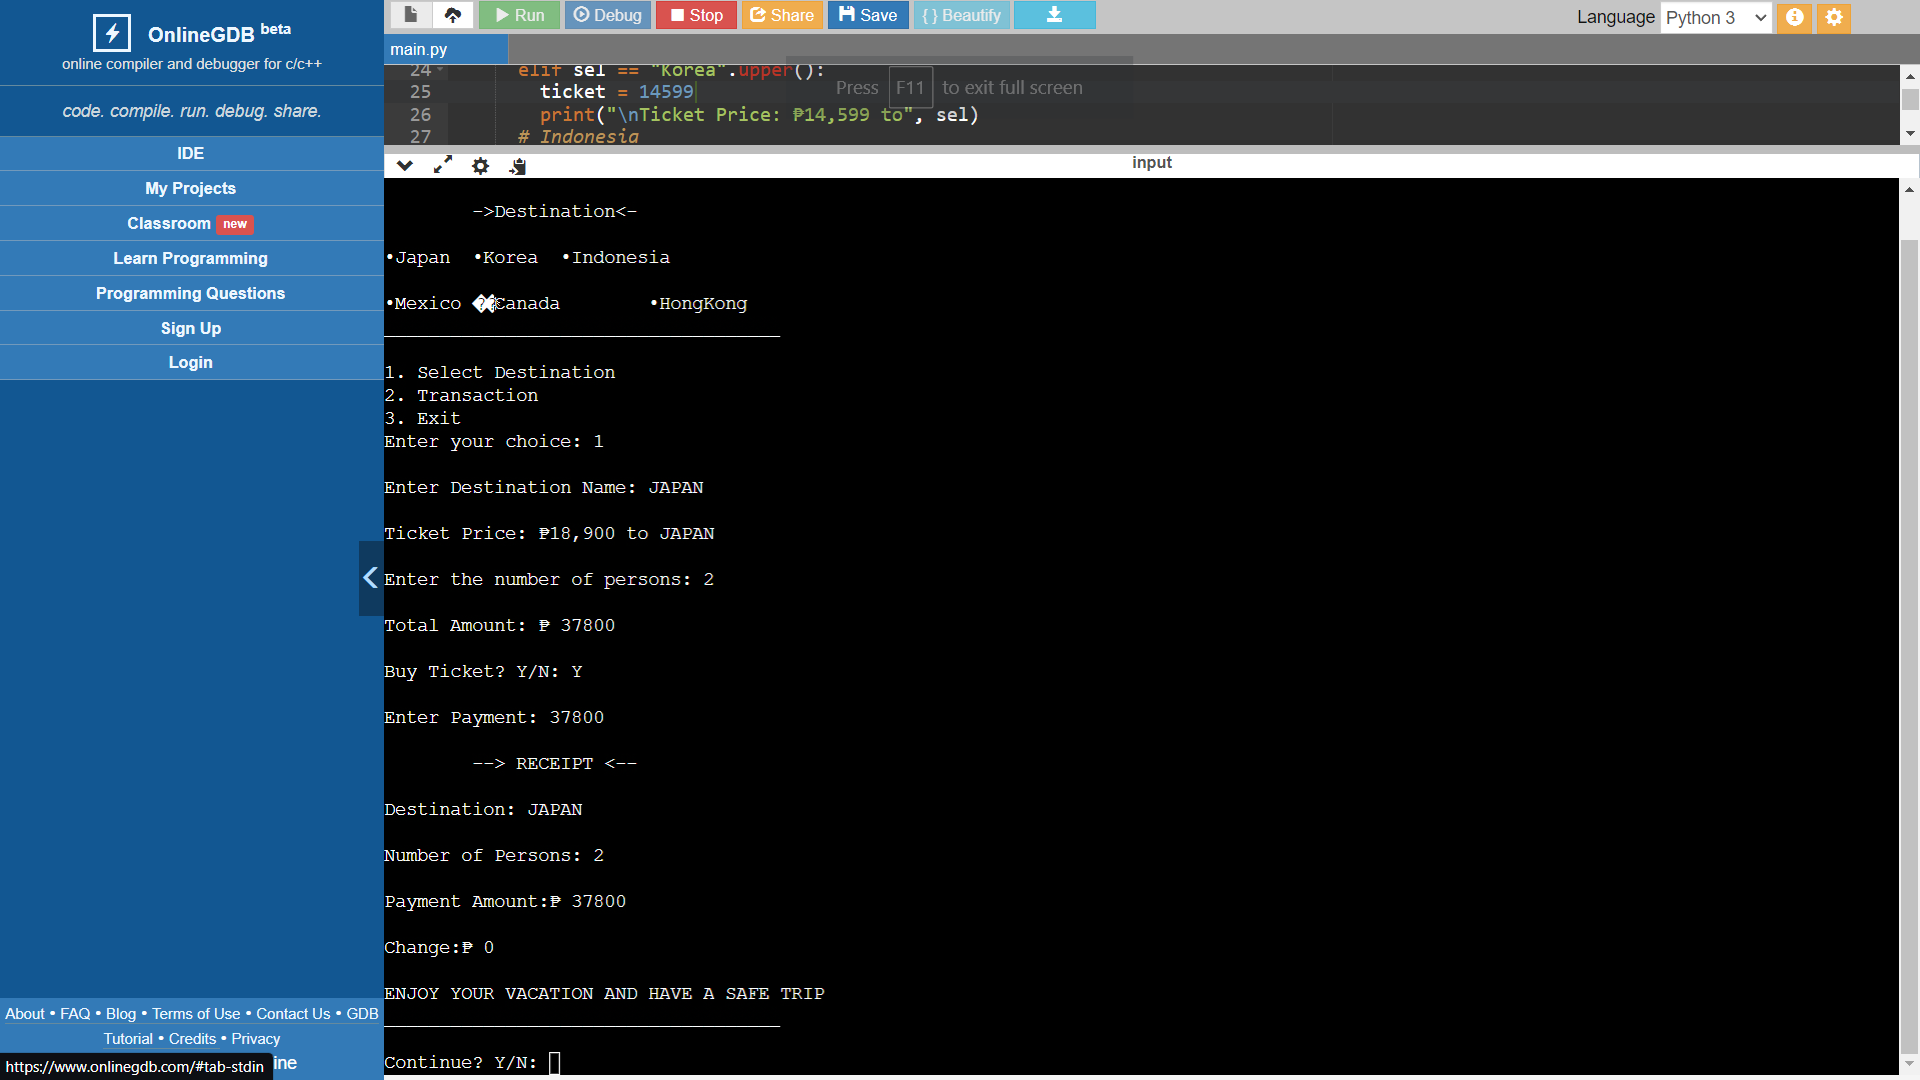 OnlineGDB beta
online compiler and debugger for c/c++
code. compile. run. debug. share.
IDE
My Projects
Classroom new
Learn Programming
Programming Questions
Sign Up
Login
About • FAQ • Blog • Terms of Use • Contact Us • GDB
Tutorial • Credits • Privacy
https://www.onlinegdb.com/#tab-stdin
ine
Run Debug Stop Share Save {} Beautify
Language Python 3
main.py
24 elif sel == "Korea".upper():
25 ticket = 14599
26 print("\nTicket Price: ₱14,599 to", sel)
27 # Indonesia
Press F11 to exit full screen
input
->Destination<-
•Japan •Korea •Indonesia
•Mexico ��Canada •HongKong
____________________________________
1. Select Destination
2. Transaction
3. Exit
Enter your choice: 1
Enter Destination Name: JAPAN
Ticket Price: ₱18,900 to JAPAN
Enter the number of persons: 2
Total Amount: ₱ 37800
Buy Ticket? Y/N: Y
Enter Payment: 37800
--> RECEIPT <--
Destination: JAPAN
Number of Persons: 2
Payment Amount:₱ 37800
Change:₱ 0
ENJOY YOUR VACATION AND HAVE A SAFE TRIP
____________________________________
Continue? Y/N: